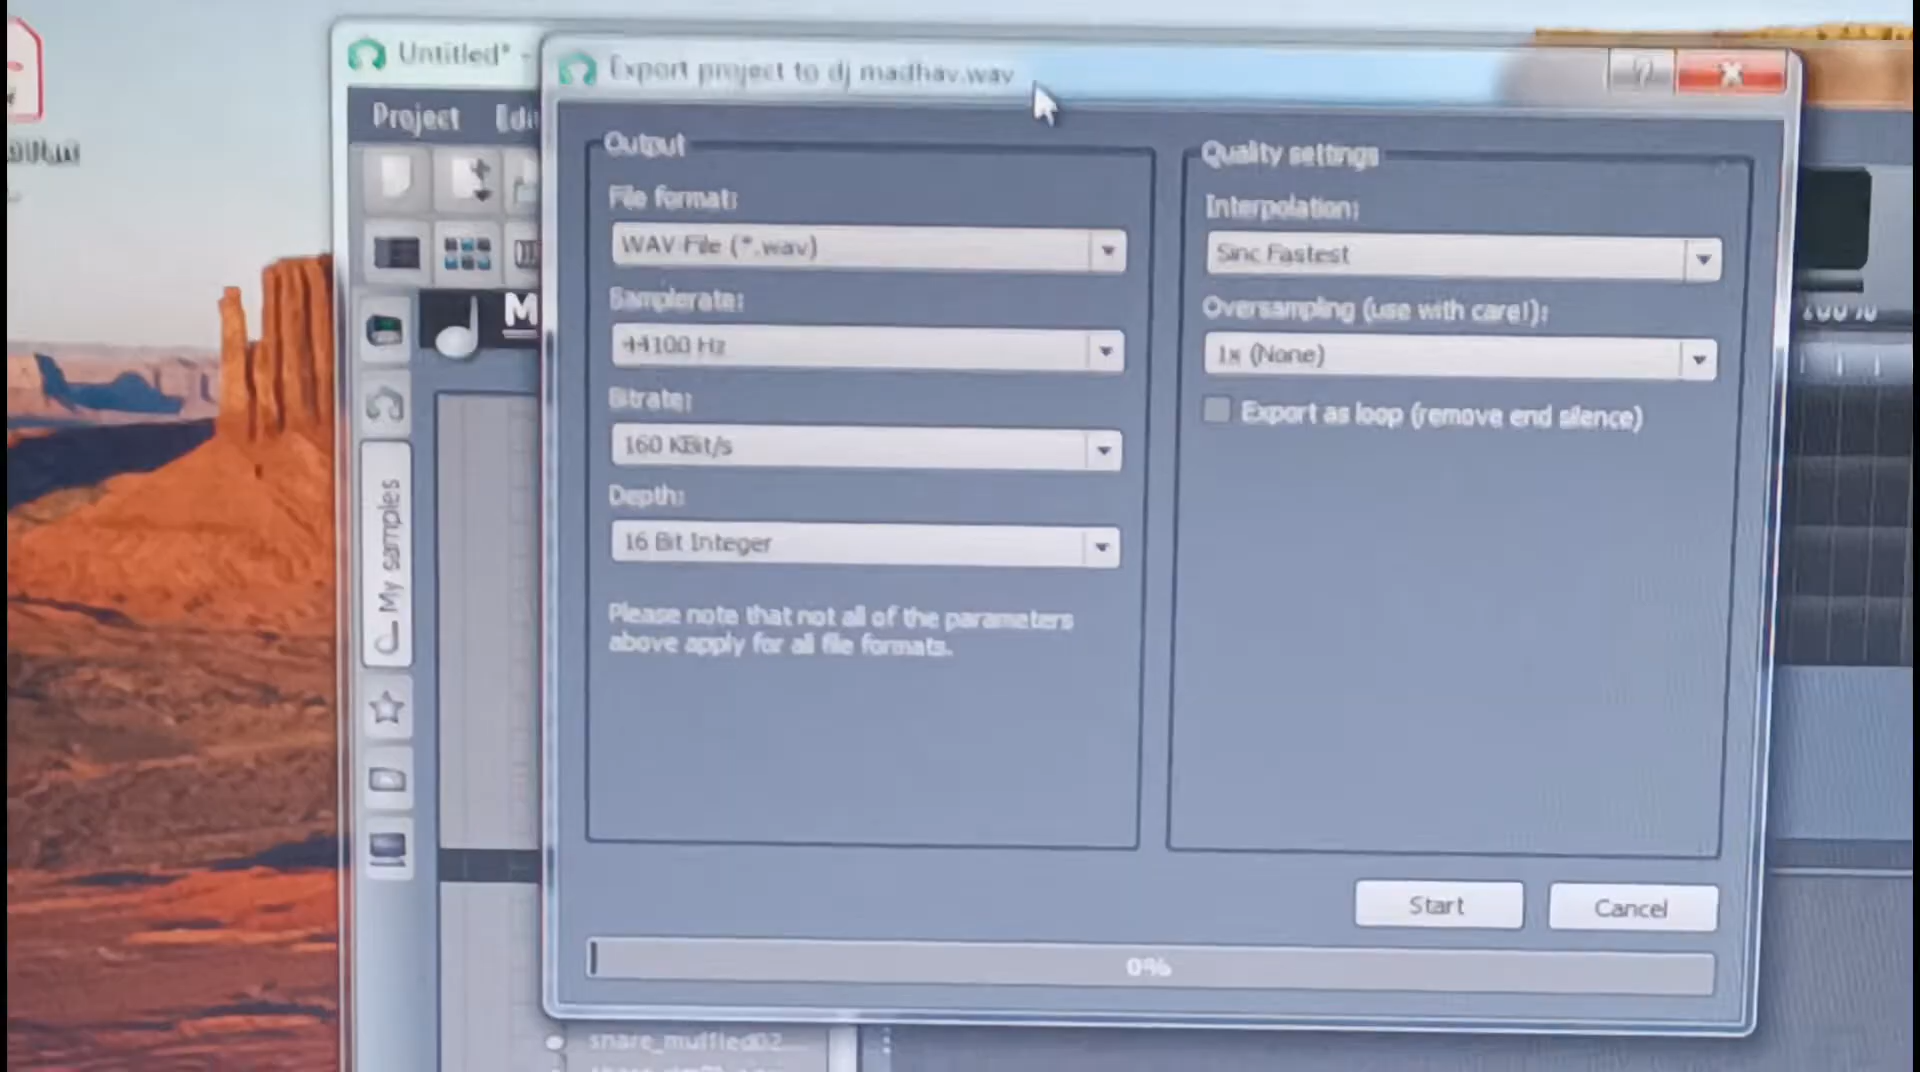 Untitled* -
Export project to dj madhav.wav
Project
Output
File format:
WAV-File (*.wav)
Samplerate:
44100 Hz
Bitrate:
160 KBit/s
Depth:
16 Bit Integer
Please note that not all of the parameters
above apply for all file formats.
Quality settings
Interpolation:
Sinc Fastest
Oversampling (use with care!):
1x (None)
Export as loop (remove end silence)
Start
Cancel
0%
My samples
snare_muffled02....
100%